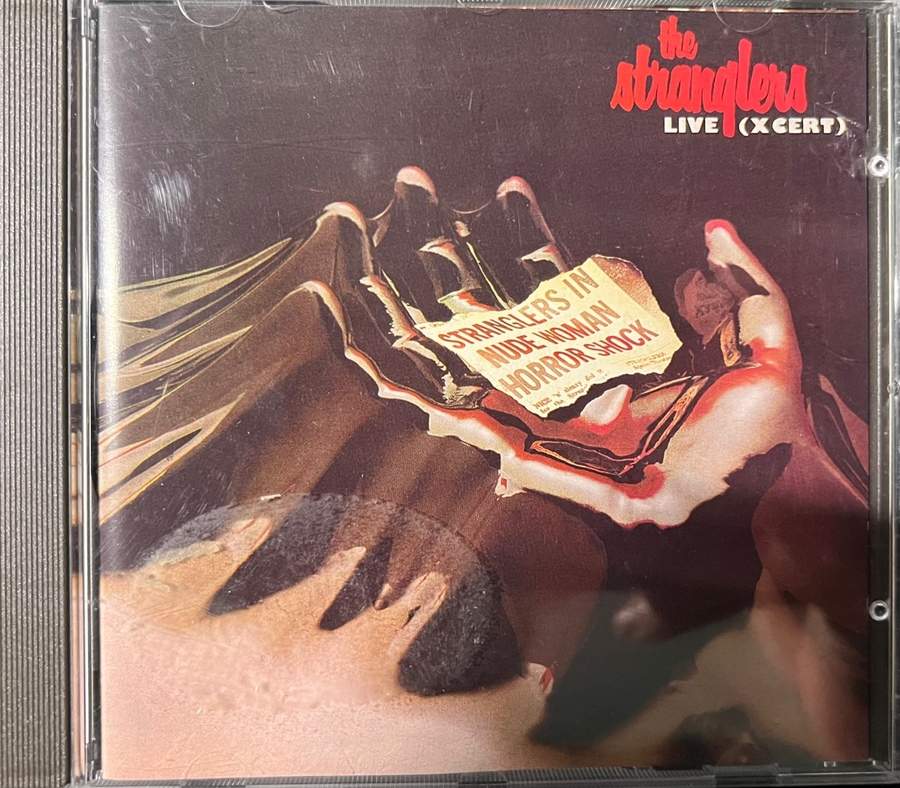 the
stranglers
LIVE (X CERT)
STRANGLERS IN
NUDE WOMAN
HORROR SHOCK